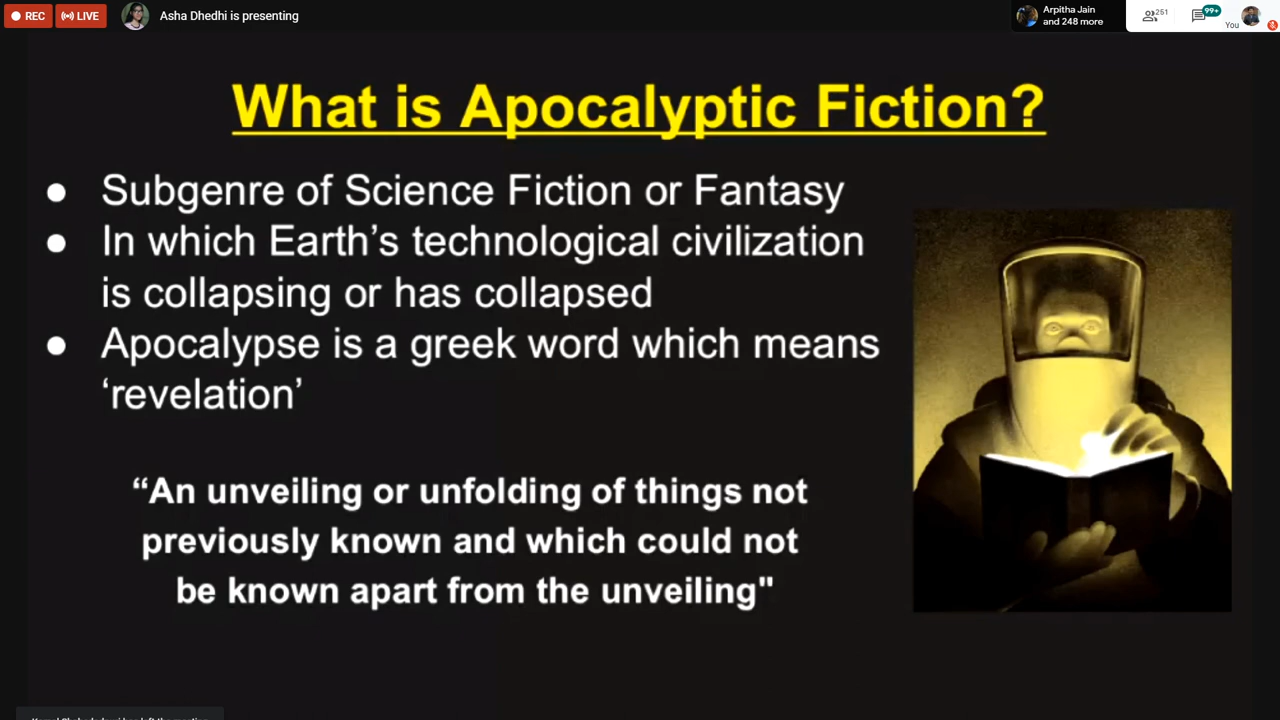 REC
LIVE
Asha Dhedhi is presenting
Arpitha Jain
and 248 more
251
99+
You
What is Apocalyptic Fiction?
● Subgenre of Science Fiction or Fantasy
● In which Earth’s technological civilization
is collapsing or has collapsed
● Apocalypse is a greek word which means
‘revelation’
“An unveiling or unfolding of things not
previously known and which could not
be known apart from the unveiling"